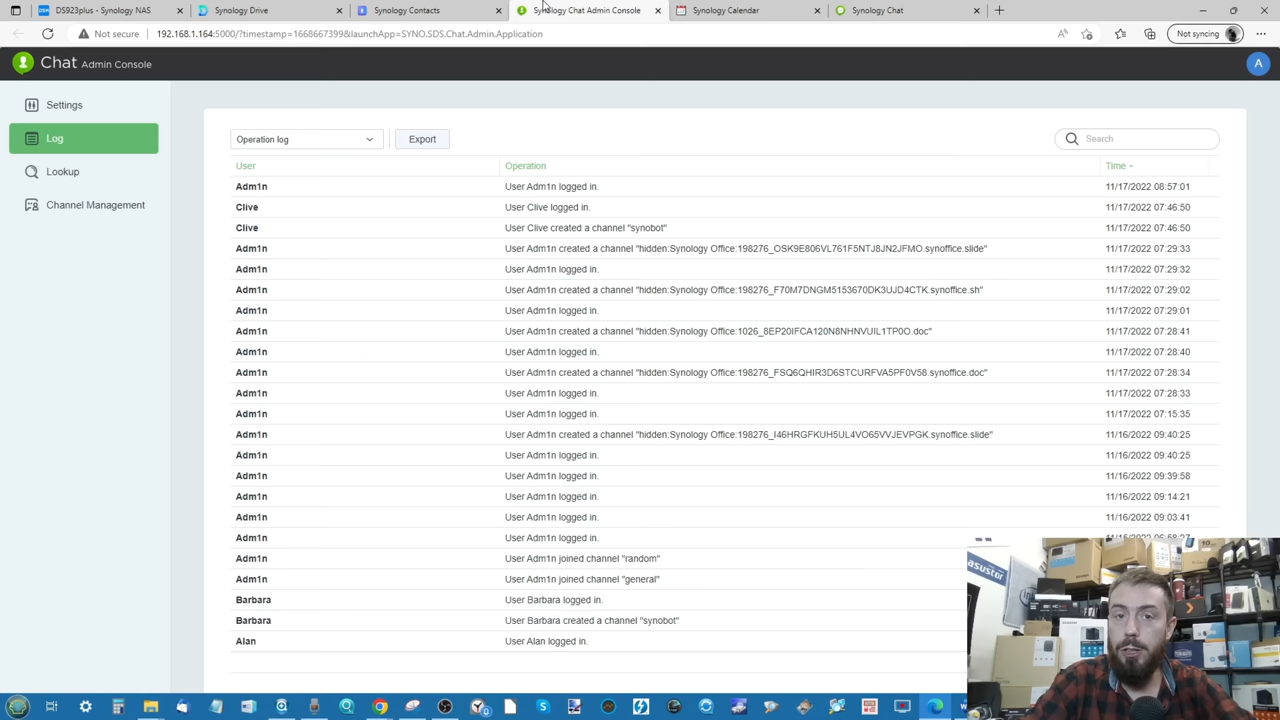 DS923plus - Synology NAS
Synology Drive
Synology Contacts
Synology Chat Admin Console
Synology Calendar
Synology Chat
Not secure
192.168.1.164:5000/?timestamp=1668667399&launchApp=SYNO.SDS.Chat.Admin.Application
Not syncing
Chat Admin Console
A
Settings
Log
Lookup
Channel Management
Operation log
Export
Search
User Operation Time
Adm1n User Adm1n logged in. 11/17/2022 08:57:01
Clive User Clive logged in. 11/17/2022 07:46:50
Clive User Clive created a channel "synobot" 11/17/2022 07:46:50
Adm1n User Adm1n created a channel "hidden:Synology Office:198276_OSK9E806VL761F5NTJ8JN2JFMO.synoffice.slide" 11/17/2022 07:29:33
Adm1n User Adm1n logged in. 11/17/2022 07:29:32
Adm1n User Adm1n created a channel "hidden:Synology Office:198276_F70M7DNGM5153670DK3UJD4CTK.synoffice.sh" 11/17/2022 07:29:02
Adm1n User Adm1n logged in. 11/17/2022 07:29:01
Adm1n User Adm1n created a channel "hidden:Synology Office:1026_8EP20IFCA120N8NHNVUIL1TP0O.doc" 11/17/2022 07:28:41
Adm1n User Adm1n logged in. 11/17/2022 07:28:40
Adm1n User Adm1n created a channel "hidden:Synology Office:198276_FSQ6QHIR3D6STCURFVA5PF0V58.synoffice.doc" 11/17/2022 07:28:34
Adm1n User Adm1n logged in. 11/17/2022 07:28:33
Adm1n User Adm1n logged in. 11/17/2022 07:15:35
Adm1n User Adm1n created a channel "hidden:Synology Office:198276_I46HRGFKUH5UL4VO65VVJEVPGK.synoffice.slide" 11/16/2022 09:40:25
Adm1n User Adm1n logged in. 11/16/2022 09:40:25
Adm1n User Adm1n logged in. 11/16/2022 09:39:58
Adm1n User Adm1n logged in. 11/16/2022 09:14:21
Adm1n User Adm1n logged in. 11/16/2022 09:03:41
Adm1n User Adm1n logged in.
Adm1n User Adm1n joined channel "random"
Adm1n User Adm1n joined channel "general"
Barbara User Barbara logged in.
Barbara User Barbara created a channel "synobot"
Alan User Alan logged in.
asustor